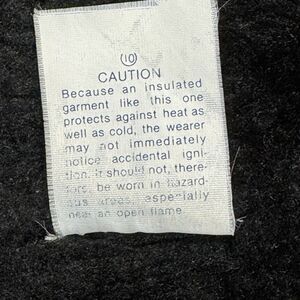 (10)
CAUTION
Because an insulated
garment like this one
protects against heat as
well as cold, the wearer
may not immediately
notice accidental igni-
tion. It should not, there-
fore, be worn in hazard-
ous areas, especially
near an open flame.